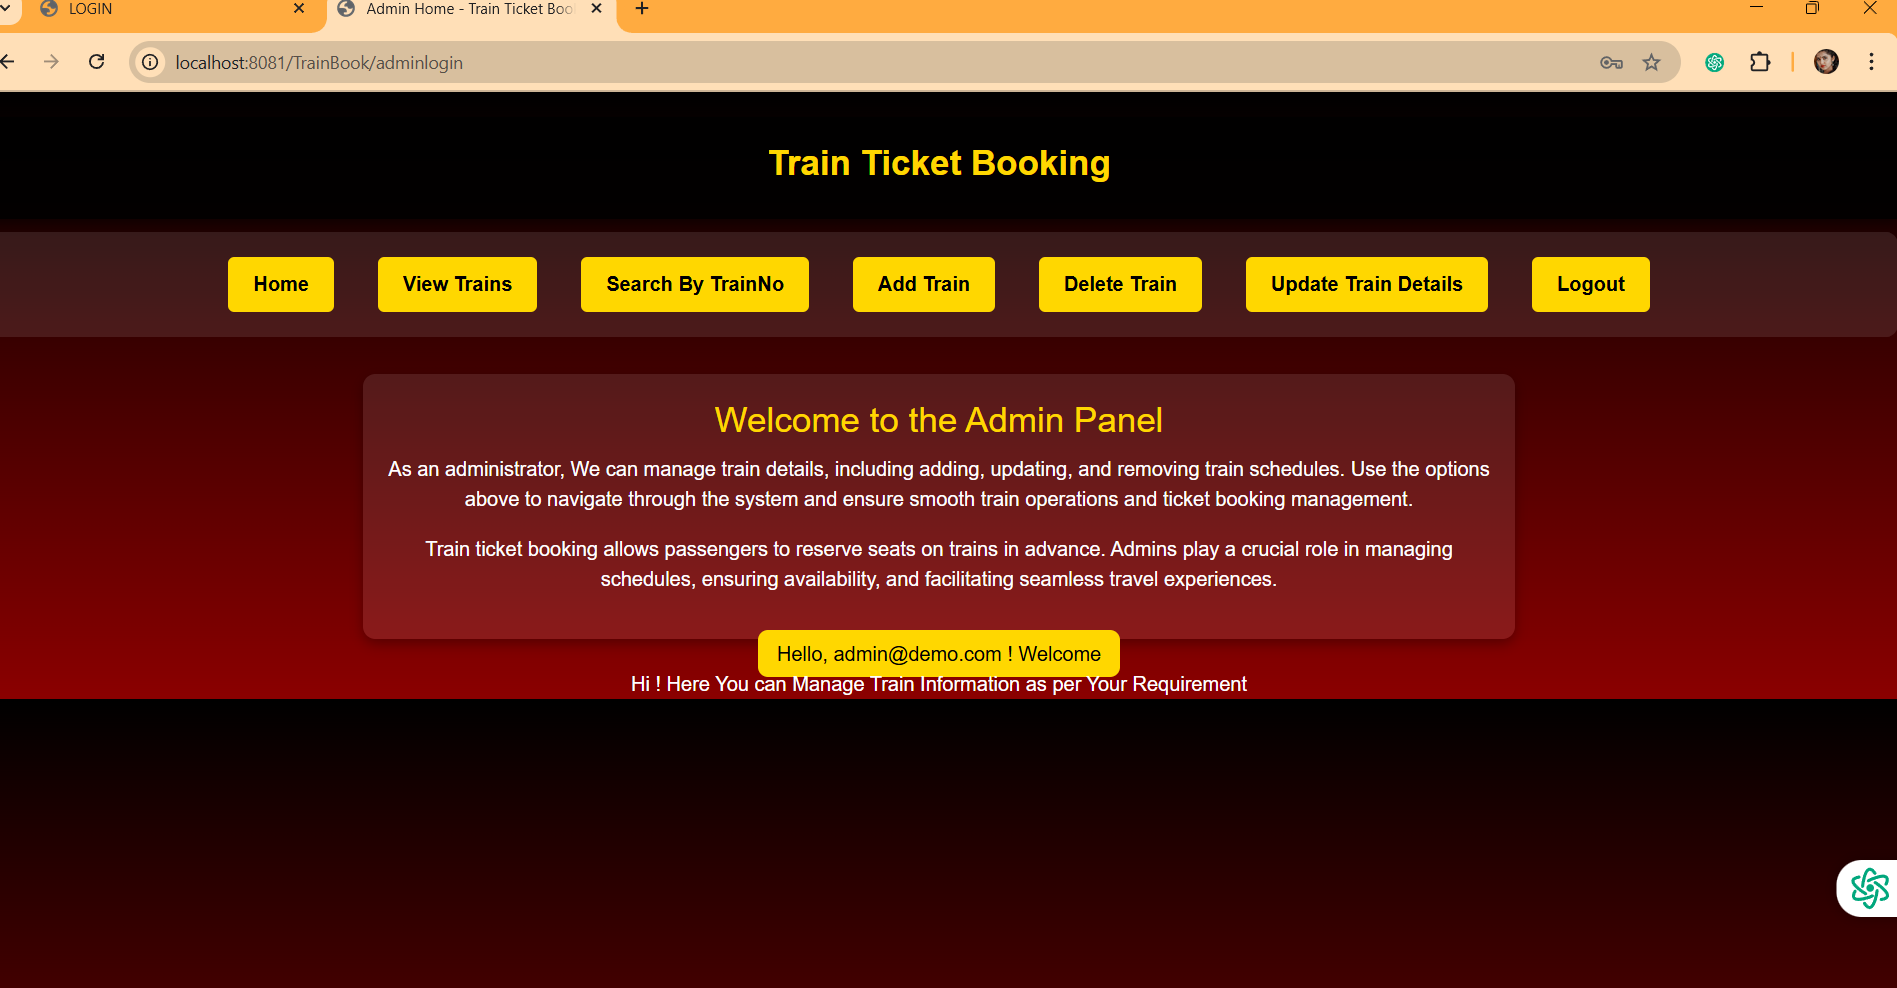 LOGIN
Admin Home - Train Ticket Boo
localhost:8081/TrainBook/adminlogin
Train Ticket Booking
Home
View Trains
Search By TrainNo
Add Train
Delete Train
Update Train Details
Logout
Welcome to the Admin Panel
As an administrator, We can manage train details, including adding, updating, and removing train schedules. Use the options
above to navigate through the system and ensure smooth train operations and ticket booking management.
Train ticket booking allows passengers to reserve seats on trains in advance. Admins play a crucial role in managing
schedules, ensuring availability, and facilitating seamless travel experiences.
Hello, admin@demo.com ! Welcome
Hi ! Here You can Manage Train Information as per Your Requirement